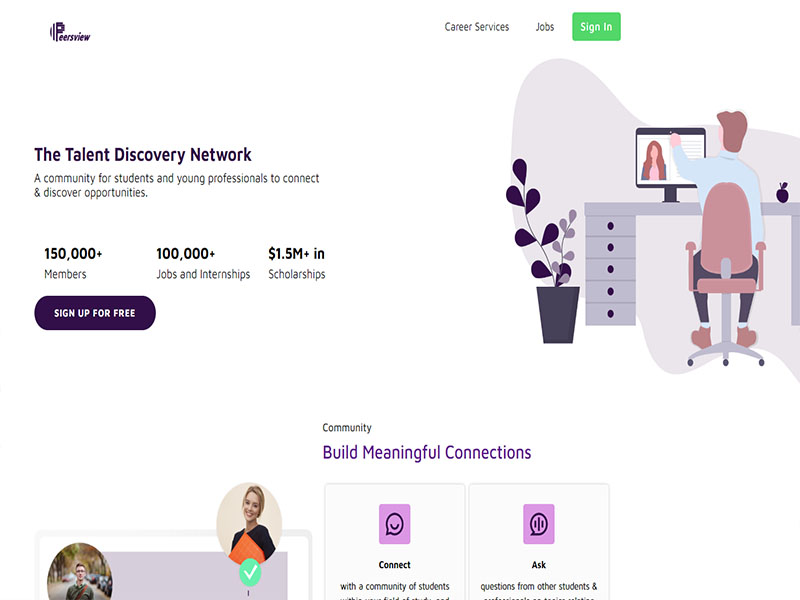 Peersview
Career Services
Jobs
Sign In
The Talent Discovery Network
A community for students and young professionals to connect
& discover opportunities.
150,000+
Members
100,000+
Jobs and Internships
$1.5M+ in
Scholarships
SIGN UP FOR FREE
Community
Build Meaningful Connections
Connect
with a community of students
within your field of study, and
Ask
questions from other students &
professionals on topics relating